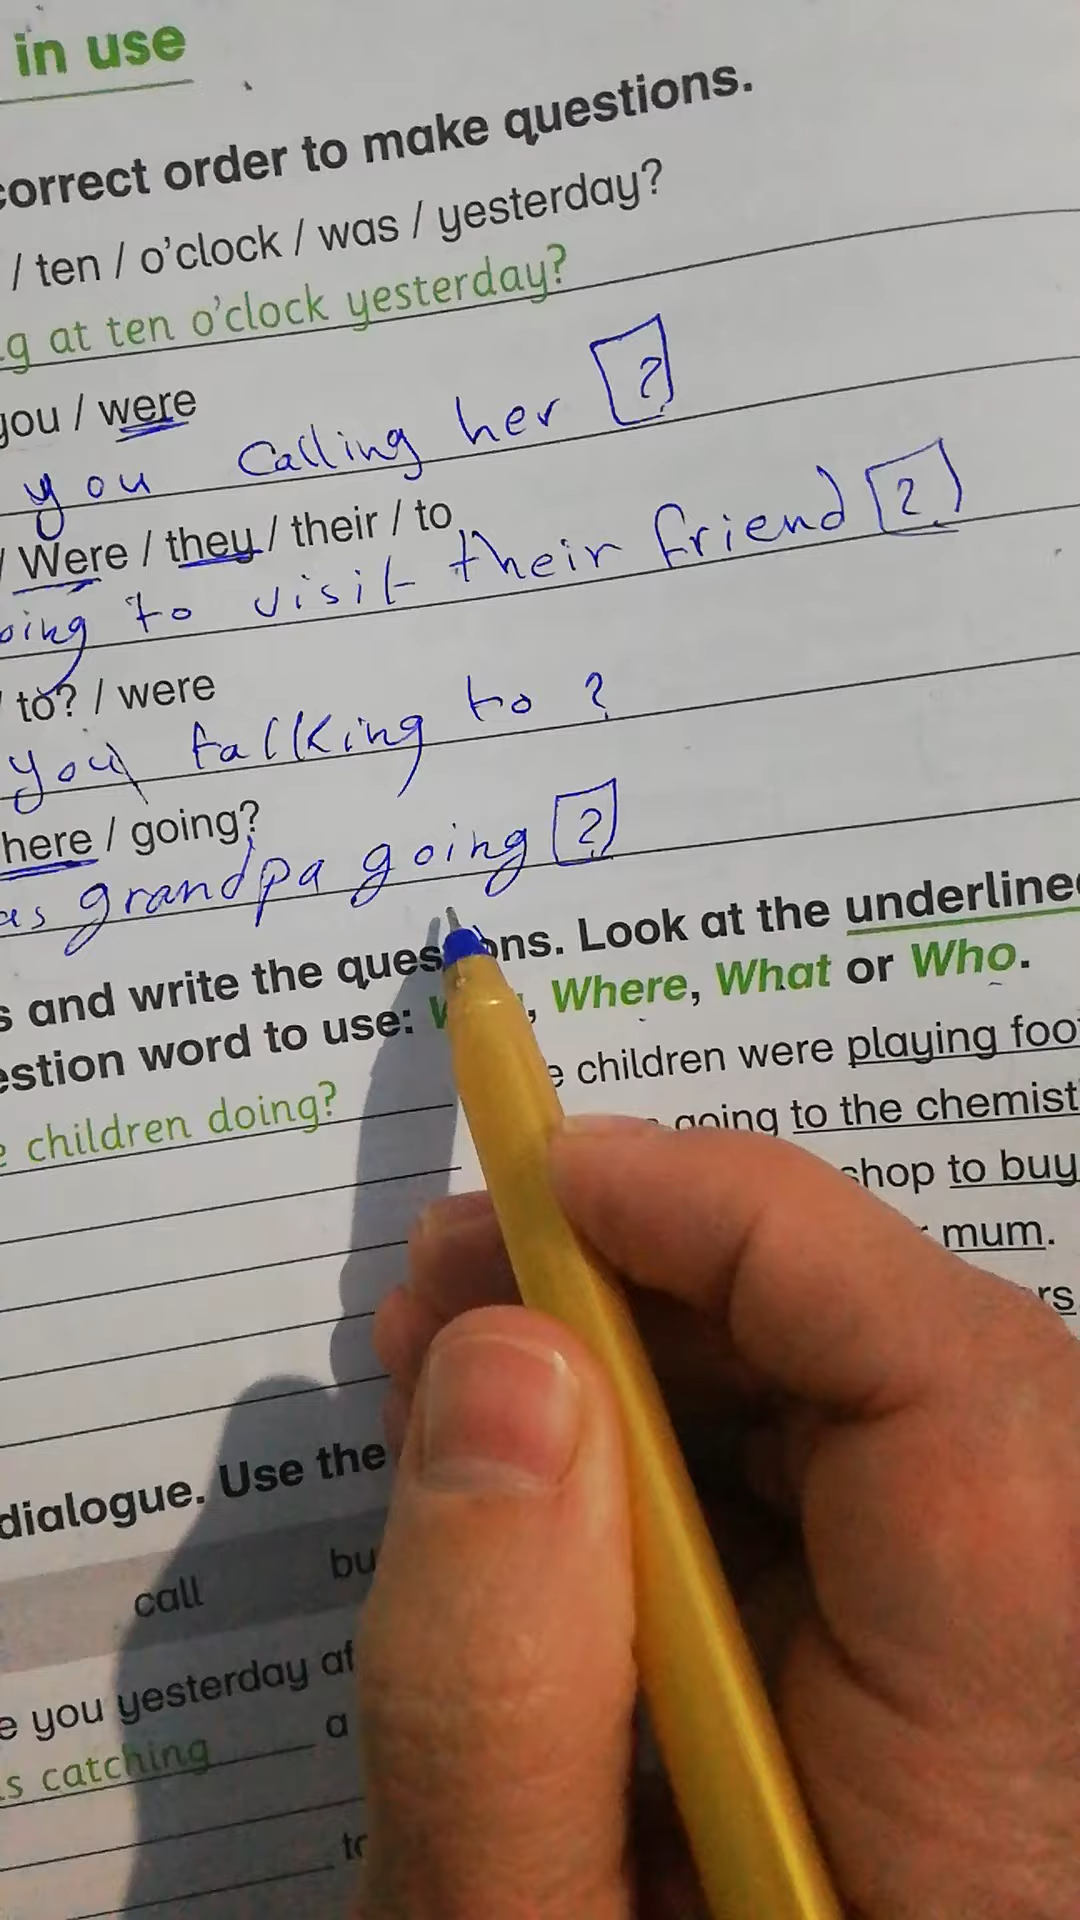 in use
correct order to make questions.
/ ten / o'clock / was / yesterday?
g at ten o'clock yesterday?
you / were
you calling her ?
/ Were / they / their / to
oing to visit their friend ?
to? / were
you talking to ?
here / going?
as grandpa going ?
s and write the ques ons. Look at the underline
estion word to use: W , Where, What or Who.
e children doing? e children were playing foo
going to the chemist
shop to buy
mum.
rs
dialogue. Use the
call bu
e you yesterday at
s catching a
to